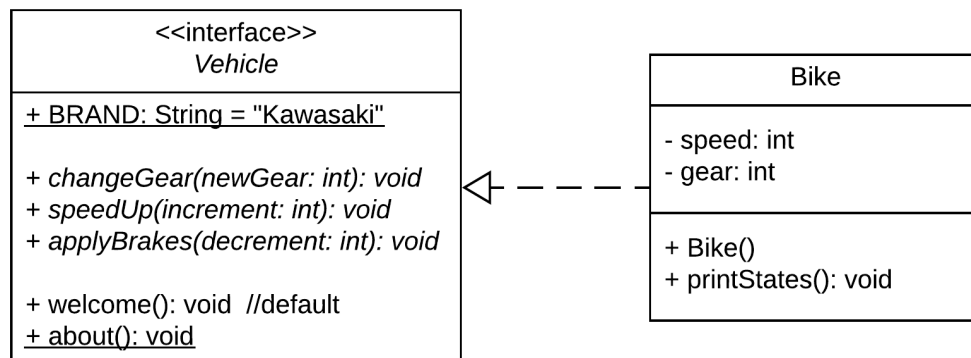 <<interface>>
Vehicle
+ BRAND: String = "Kawasaki"
+ changeGear(newGear: int): void
+ speedUp(increment: int): void
+ applyBrakes(decrement: int): void
+ welcome(): void  //default
+ about(): void
Bike
- speed: int
- gear: int
+ Bike()
+ printStates(): void